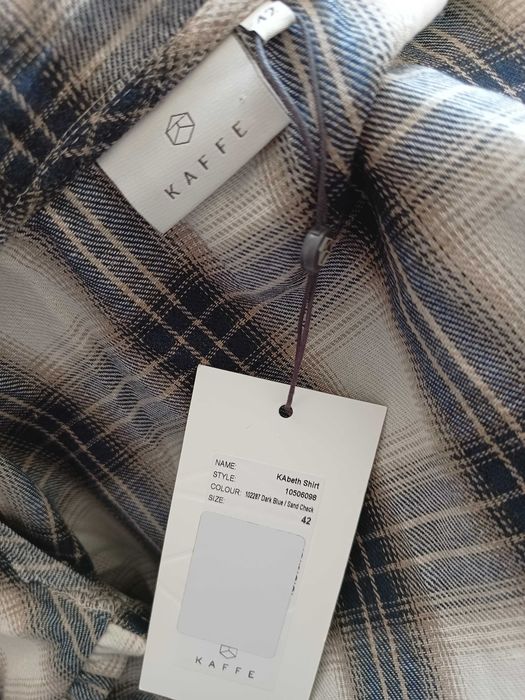 42
KAFFE
NAME: KAbeth Shirt
STYLE: 10506098
COLOUR: 102287 Dark Blue / Sand Check
SIZE: 42
KAFFE